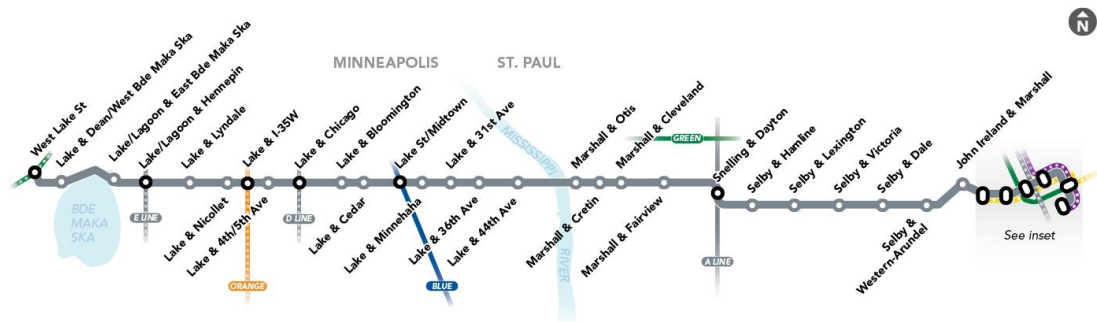 N
MINNEAPOLIS
ST. PAUL
West Lake St
Lake & Dean/West Bde Maka Ska
Lake/Lagoon & East Bde Maka Ska
Lake/Lagoon & Hennepin
Lake & Lyndale
Lake & Nicollet
Lake & I-35W
Lake & 4th/5th Ave
Lake & Chicago
Lake & Bloomington
Lake & Cedar
Lake St/Midtown
Lake & Minnehaha
Lake & 31st Ave
Lake & 36th Ave
Lake & 44th Ave
MISSISSIPPI
RIVER
Marshall & Otis
Marshall & Cretin
Marshall & Cleveland
Marshall & Fairview
GREEN
Snelling & Dayton
Selby & Hamline
Selby & Lexington
Selby & Victoria
Selby & Dale
Selby &
Western-Arundel
John Ireland & Marshall
See inset
BDE
MAKA
SKA
E LINE
D LINE
A LINE
ORANGE
BLUE